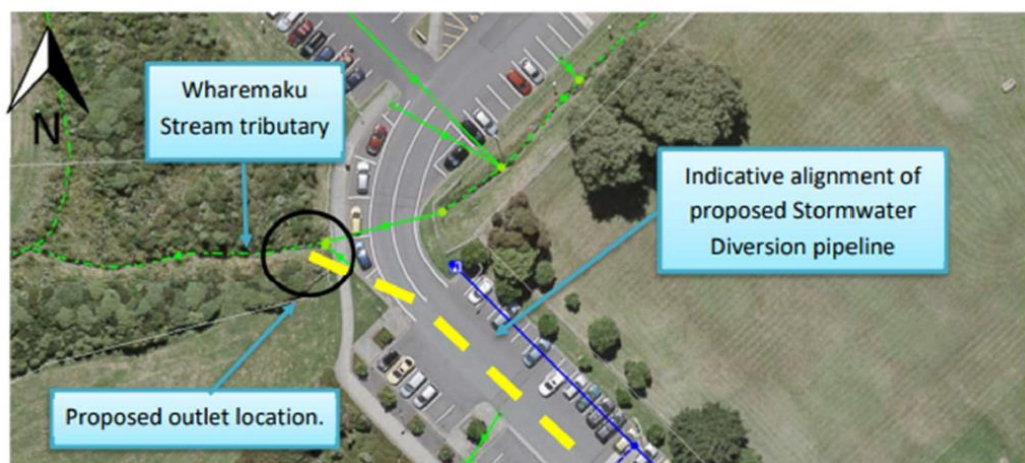 N
Wharemaku
Stream tributary
Indicative alignment of
proposed Stormwater
Diversion pipeline
Proposed outlet location.